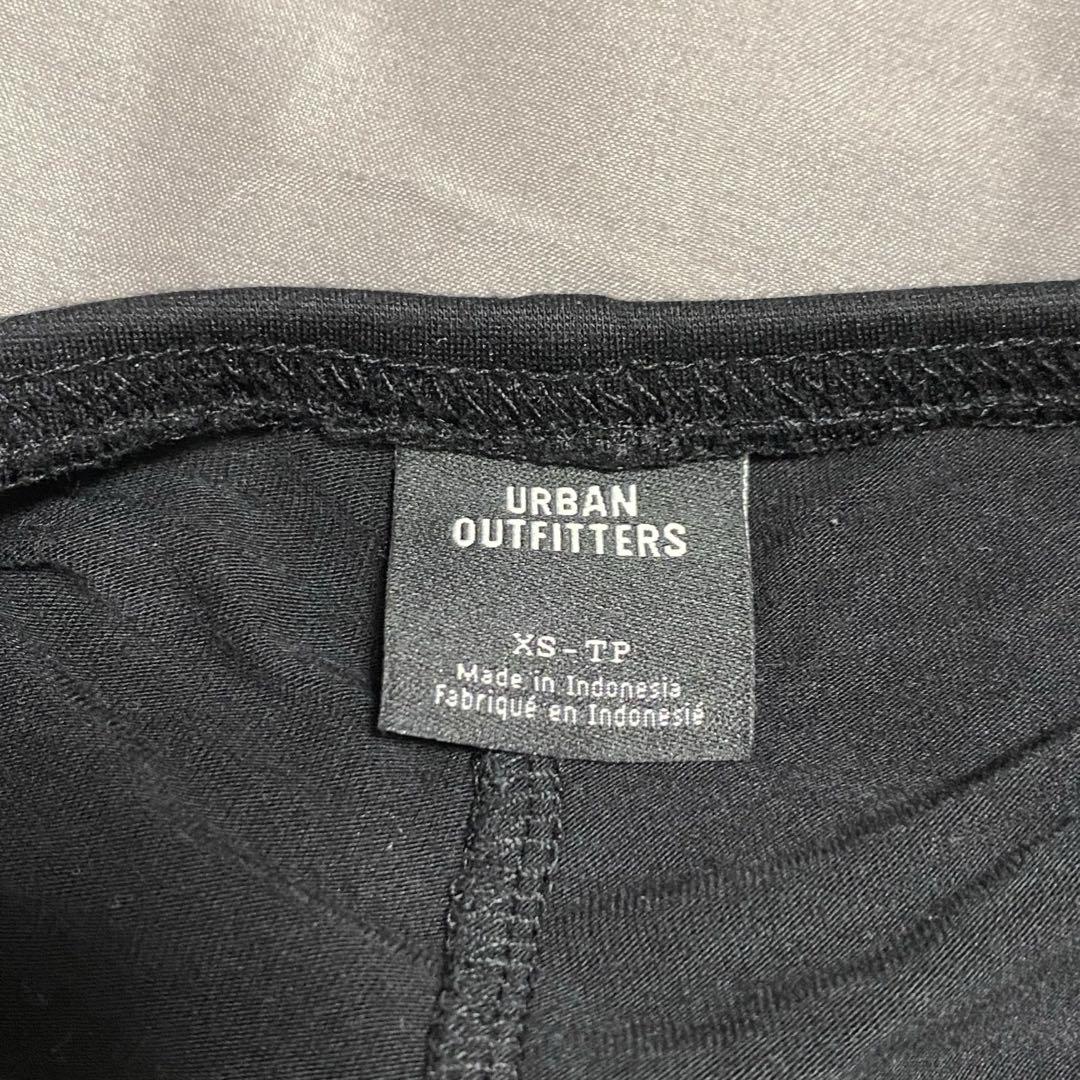 URBAN
OUTFITTERS
XS-TP
Made in Indonesia
Fabriqué en Indonesié